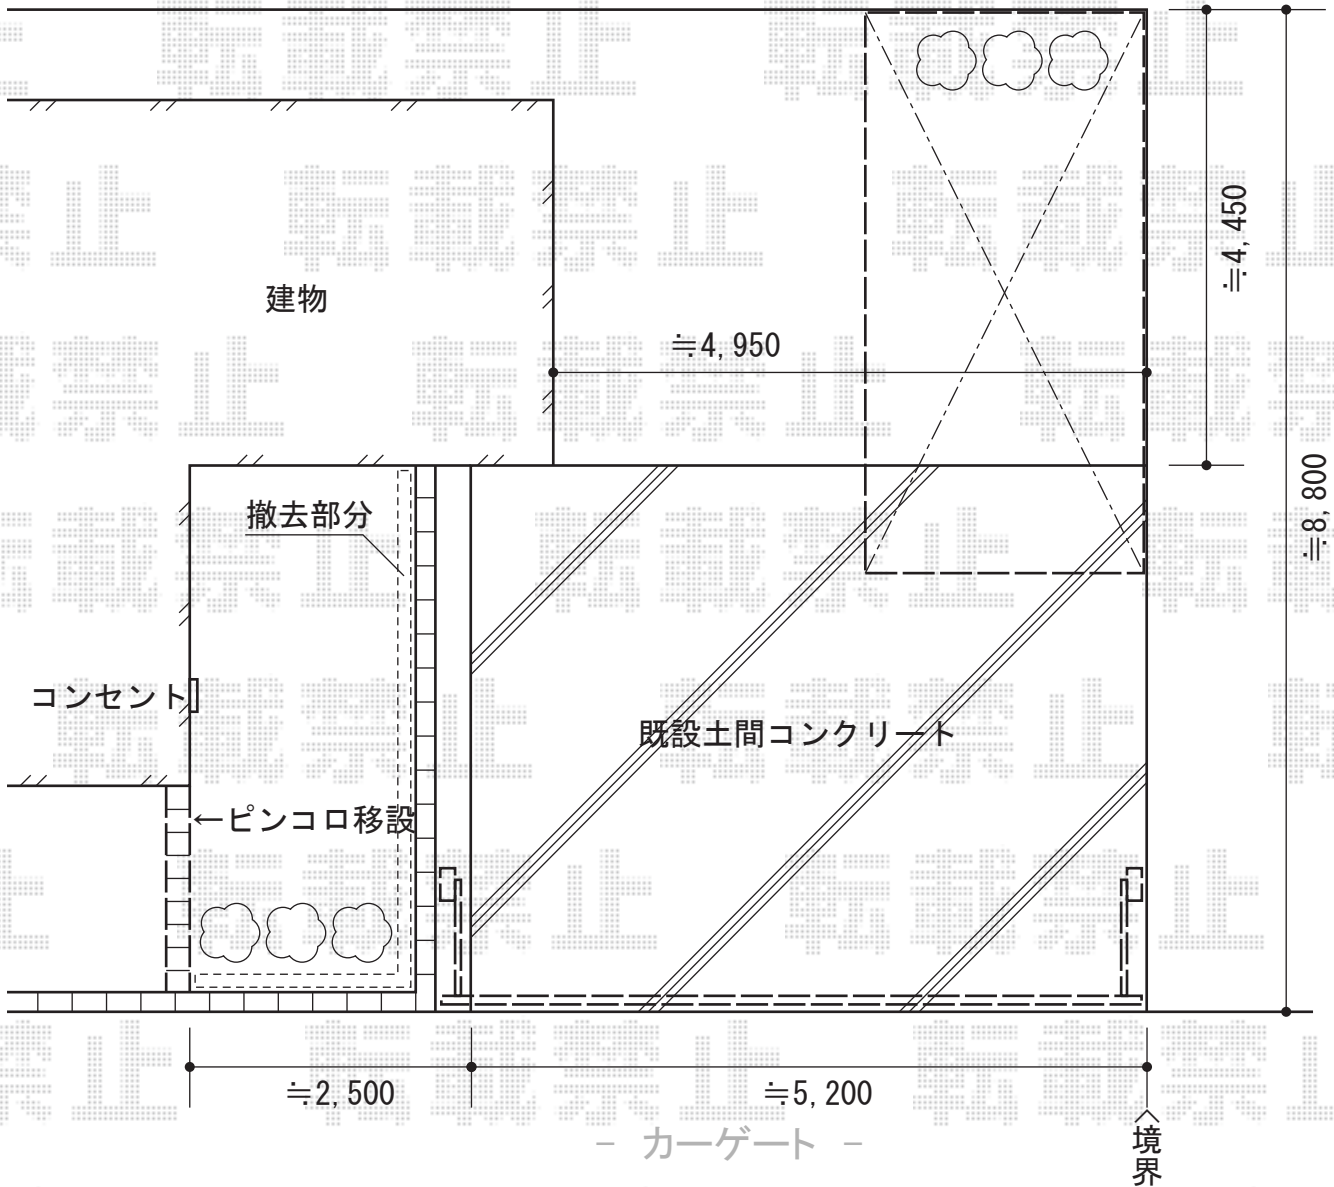 転載禁止
建物
≒4,450
≒4,950
≒8,800
撤去部分
コンセント
既設土間コンクリート
←ピンコロ移設
≒2,500
≒5,200
- カーゲート -
境界